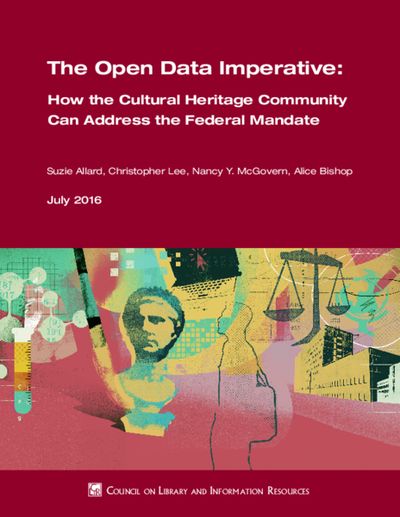 The Open Data Imperative:
How the Cultural Heritage Community
Can Address the Federal Mandate
Suzie Allard, Christopher Lee, Nancy Y. McGovern, Alice Bishop
July 2016
Council on Library and Information Resources